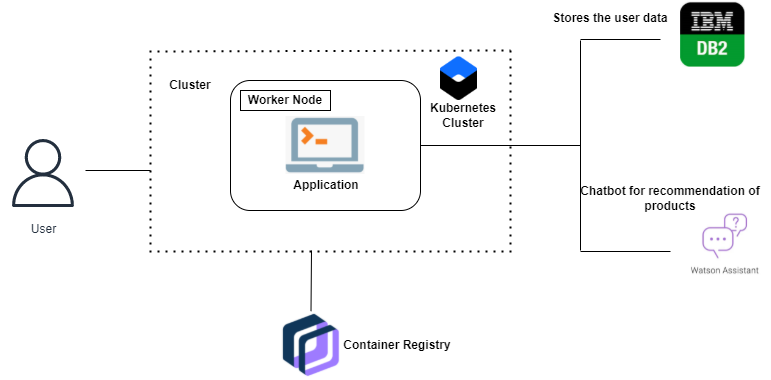 Stores the user data
IBM
DB2
Cluster
Worker Node
Kubernetes
Cluster
Application
User
Chatbot for recommendation of
products
Watson Assistant
Container Registry